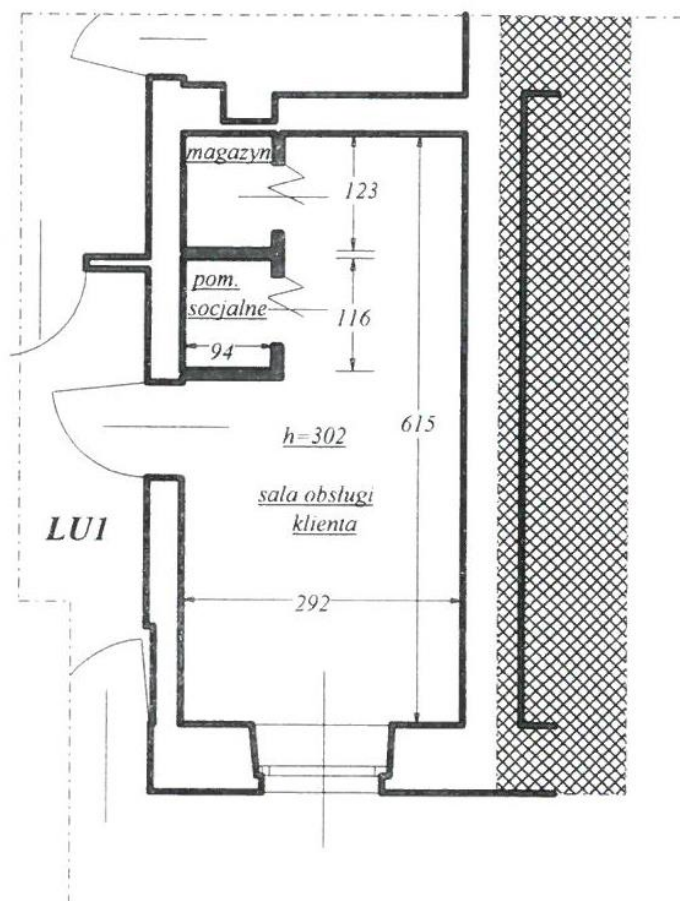 magazyn
123
pom.
socjalne
116
94
615
h=302
sala obsługi
klienta
LU1
292